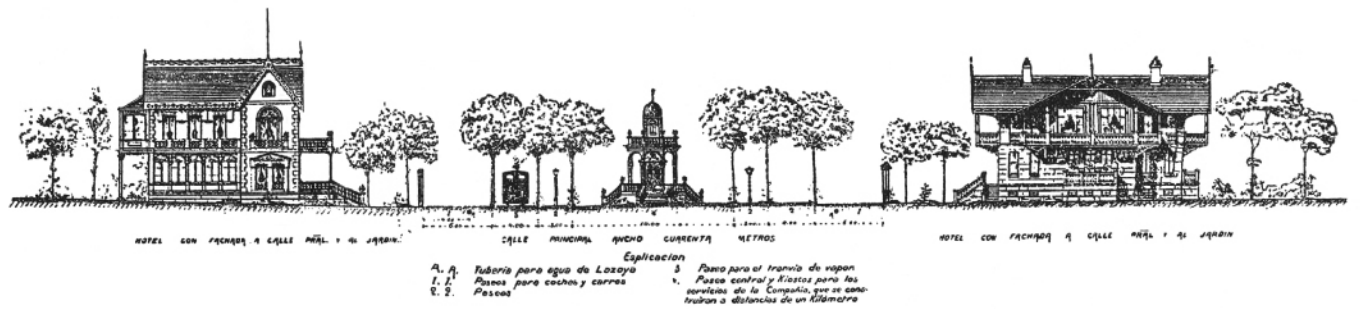 HOTEL CON FACHADA A CALLE PRAL Y AL JARDIN.
CALLE PRINCIPAL ANCHO CUARENTA METROS
HOTEL CON FACHADA A CALLE PRAL Y AL JARDIN
Esplicacion
A. A. Tuberia para agua de Lozoya
1. 1. Paseos para coches y carros
2. 2. Paseos
3 Paseo para el tranvia de vapor
4. Paseo central y Kioscos para los
servicios de la Compañia, que se cons-
truiran a distancias de un Kilómetro